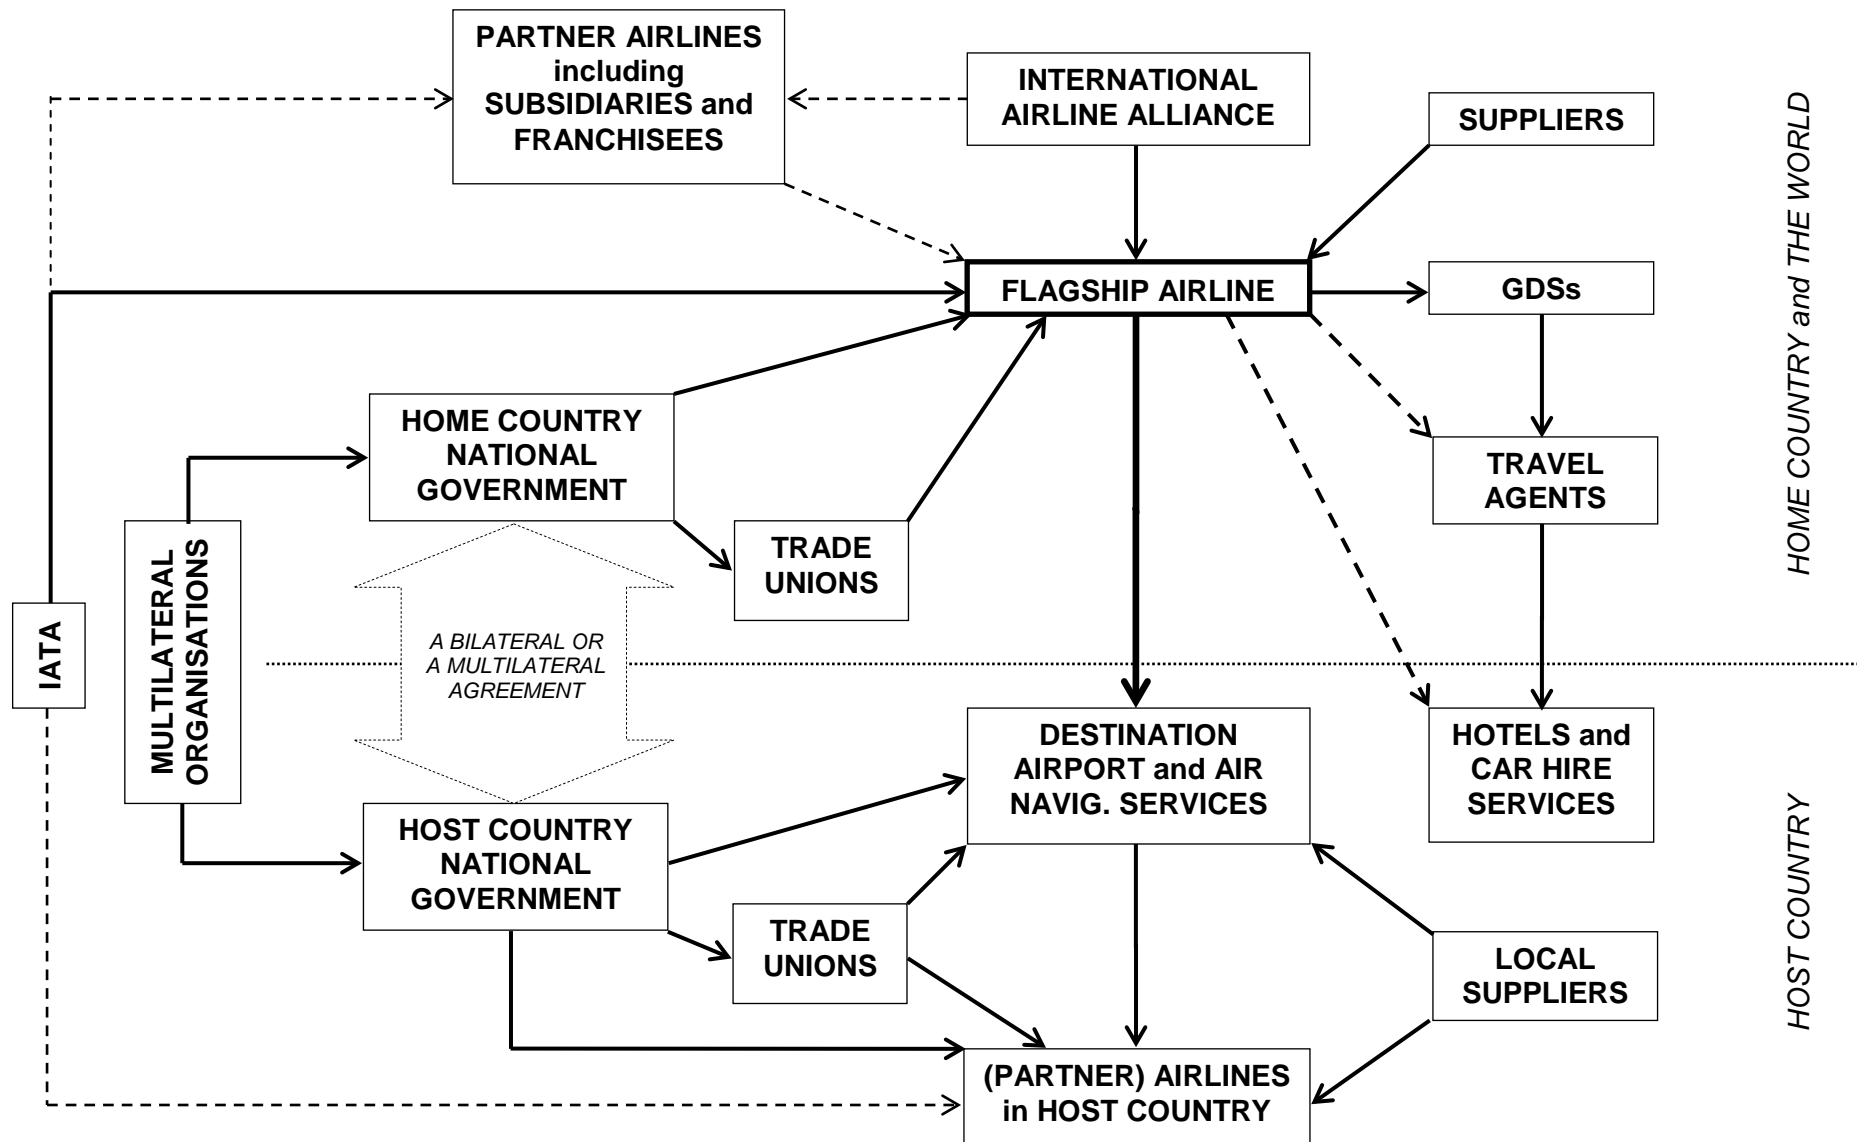 PARTNER AIRLINES
including
SUBSIDIARIES and
FRANCHISEES
INTERNATIONAL
AIRLINE ALLIANCE
SUPPLIERS
HOME COUNTRY and THE WORLD
FLAGSHIP AIRLINE
GDSs
HOME COUNTRY
NATIONAL
GOVERNMENT
TRAVEL
AGENTS
TRADE
UNIONS
MULTILATERAL
ORGANISATIONS
IATA
A BILATERAL OR
A MULTILATERAL
AGREEMENT
DESTINATION
AIRPORT and AIR
NAVIG. SERVICES
HOTELS and
CAR HIRE
SERVICES
HOST COUNTRY
NATIONAL
GOVERNMENT
HOST COUNTRY
TRADE
UNIONS
LOCAL
SUPPLIERS
(PARTNER) AIRLINES
in HOST COUNTRY